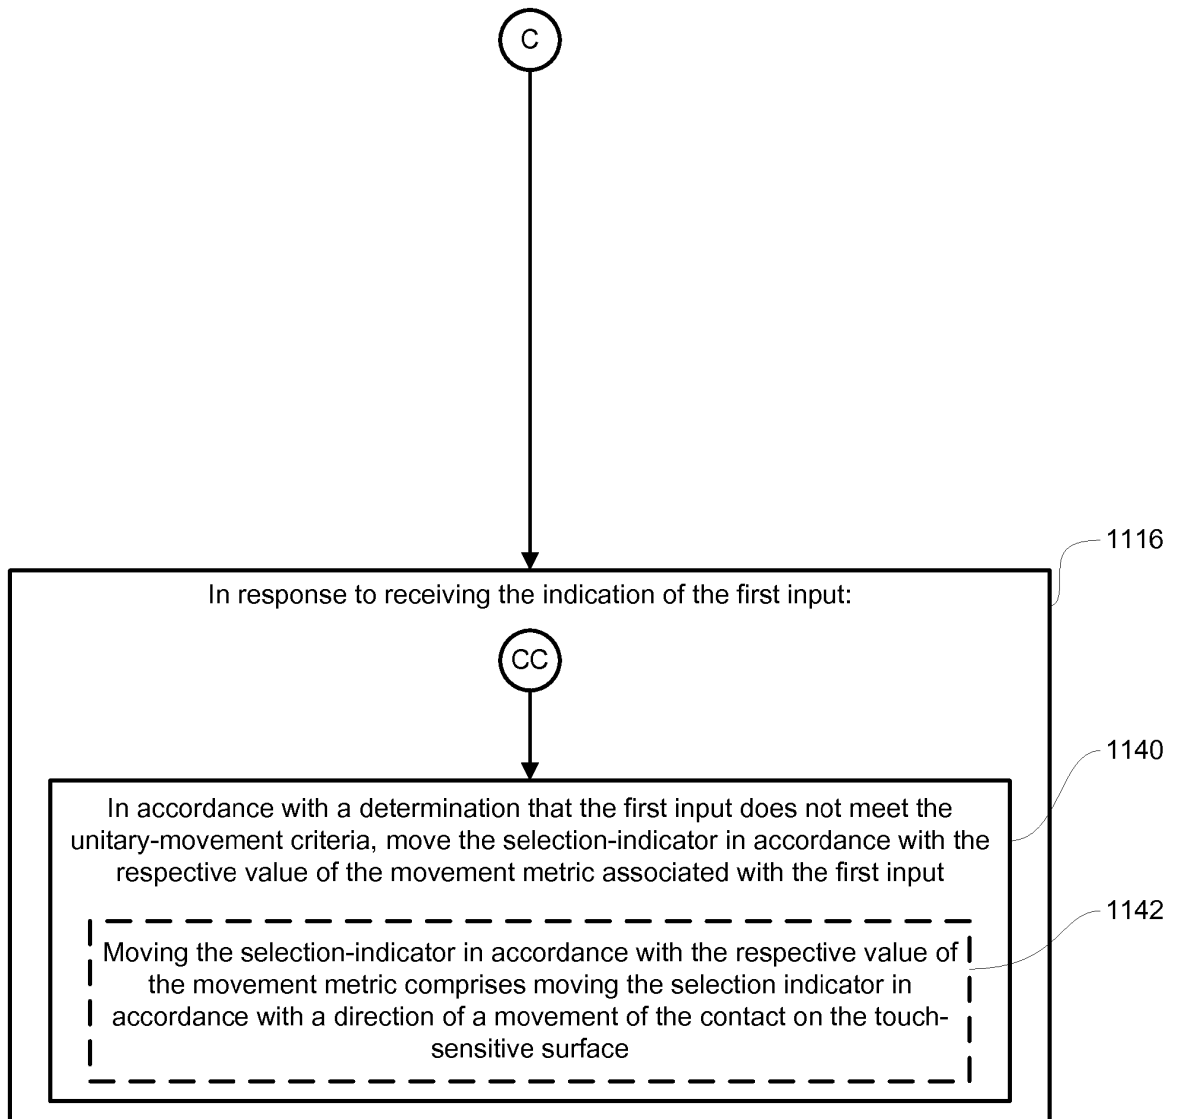 C
1116
In response to receiving the indication of the first input:
CC
1140
In accordance with a determination that the first input does not meet the
unitary-movement criteria, move the selection-indicator in accordance with the
respective value of the movement metric associated with the first input
1142
Moving the selection-indicator in accordance with the respective value of
the movement metric comprises moving the selection indicator in
accordance with a direction of a movement of the contact on the touch-
sensitive surface